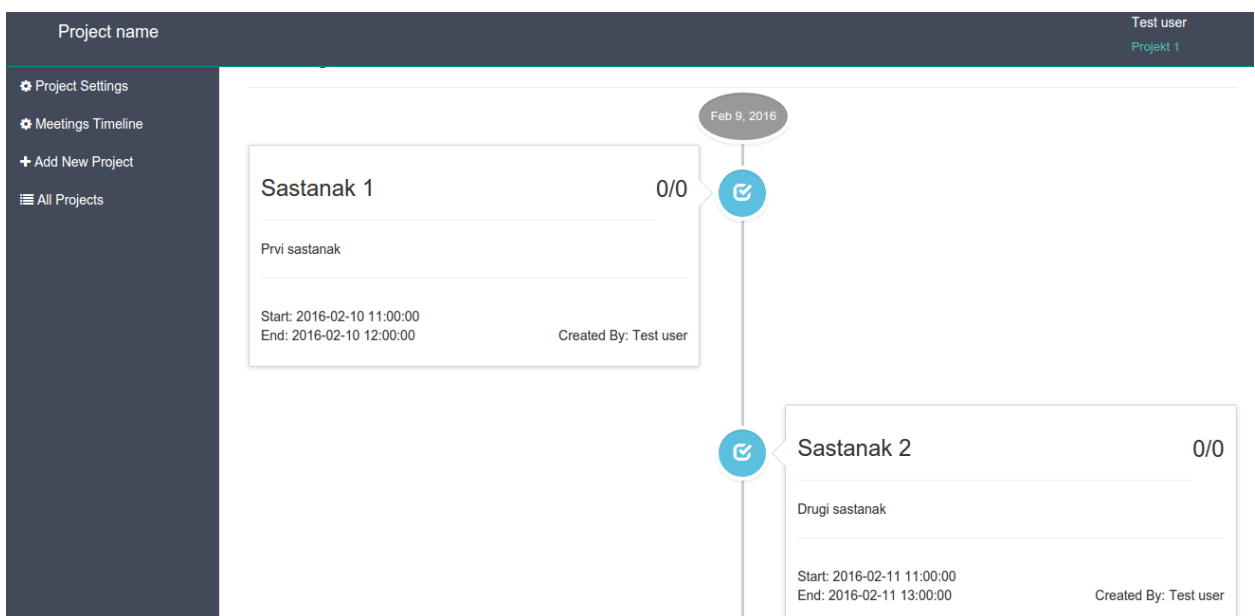 Project name
Test user
Projekt 1
Project Settings
Meetings Timeline
Add New Project
All Projects
Feb 9, 2016
Sastanak 1 0/0
Prvi sastanak
Start: 2016-02-10 11:00:00
End: 2016-02-10 12:00:00 Created By: Test user
Sastanak 2 0/0
Drugi sastanak
Start: 2016-02-11 11:00:00
End: 2016-02-11 13:00:00 Created By: Test user